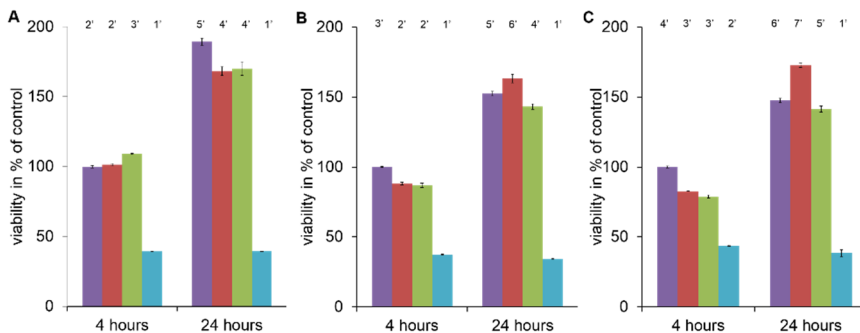 A
2' 2' 3' 1' 5' 4' 4' 1'
viability in % of control
200
150
100
50
0
4 hours 24 hours
B
3' 2' 2' 1' 5' 6' 4' 1'
viability in % of control
200
150
100
50
0
4 hours 24 hours
C
4' 3' 3' 2' 6' 7' 5' 1'
viability in % of control
200
150
100
50
0
4 hours 24 hours